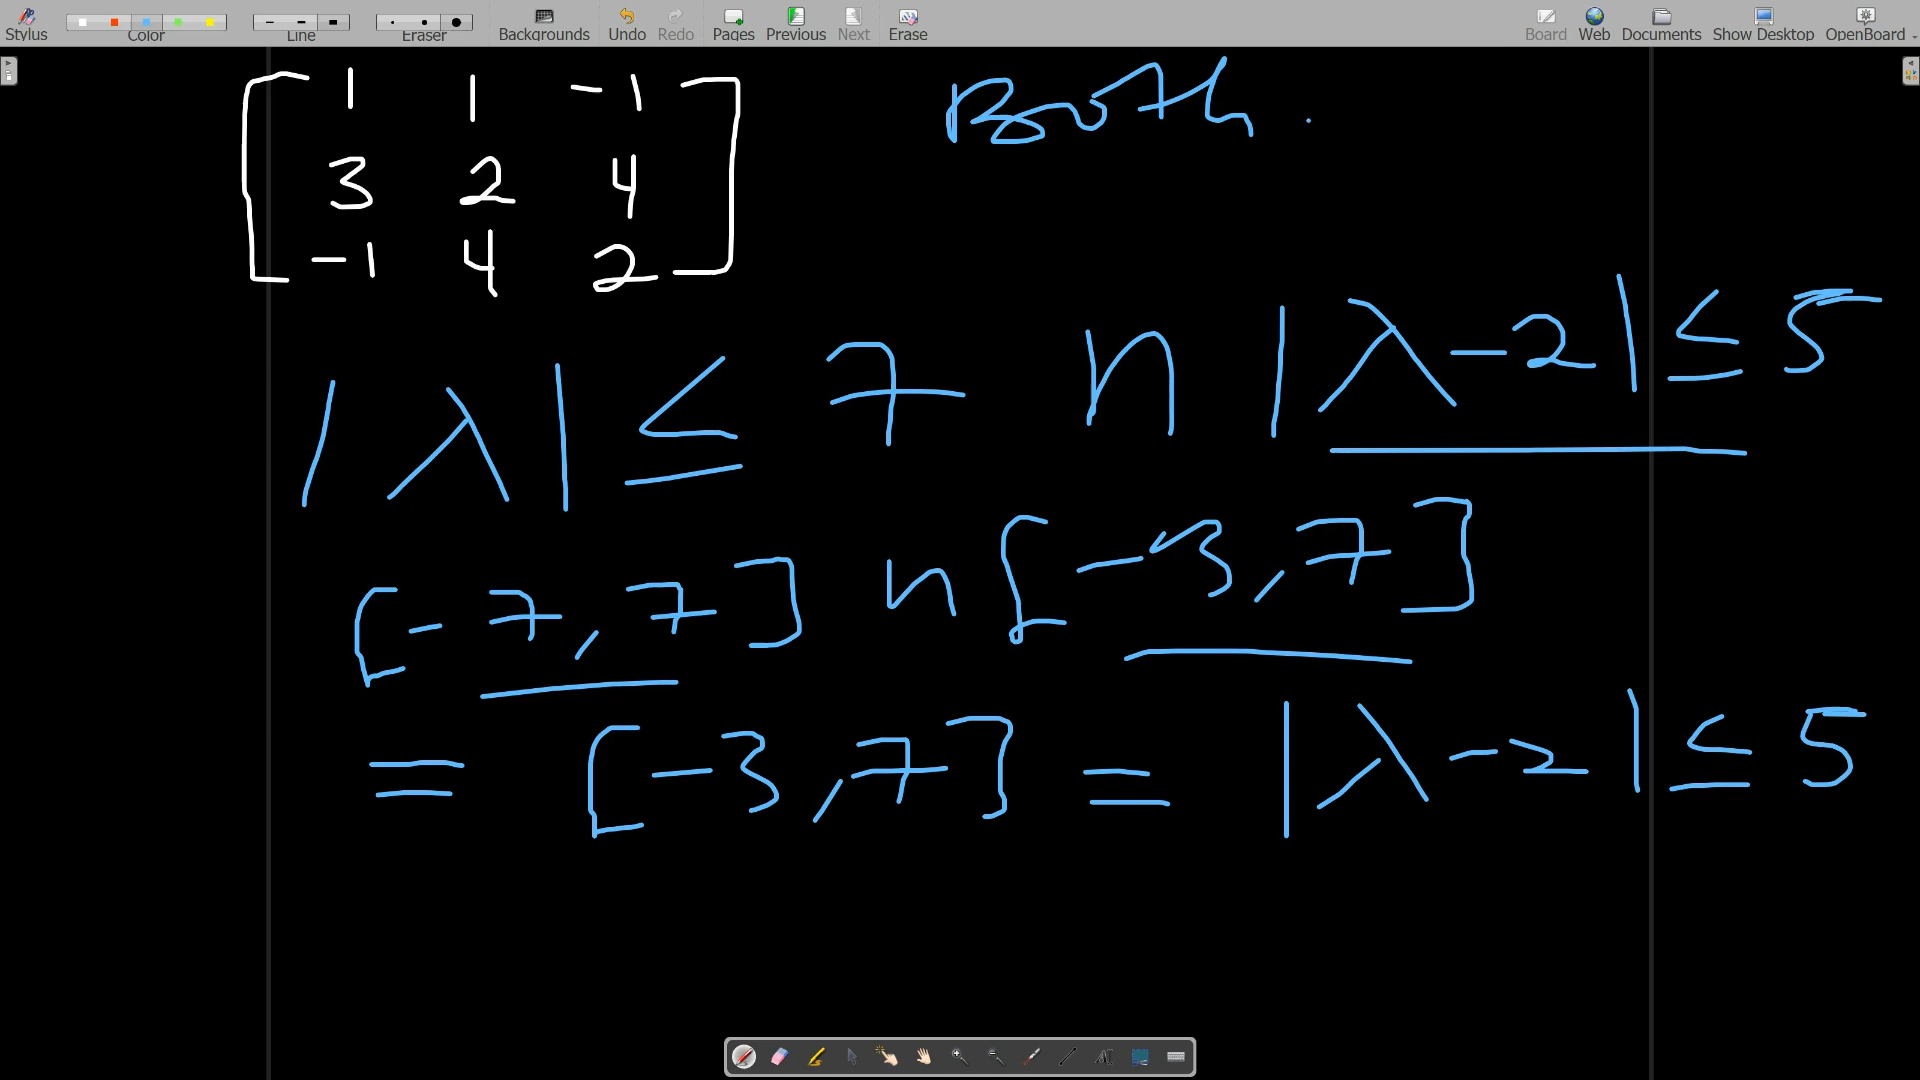 Stylus Color Line Eraser Backgrounds Undo Redo Pages Previous Next Erase Board Web Documents Show Desktop OpenBoard
1 1 -1
3 2 4
-1 4 2
Both.
|λ| ≤ 7 ∩ |λ-2| ≤ 5
[-7, 7] ∩ [-3, 7]
= [-3, 7] = |λ-2| ≤ 5